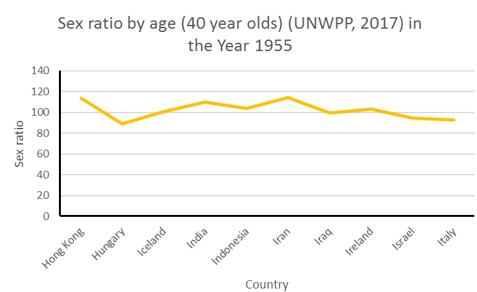 Sex ratio by age (40 year olds) (UNWPP, 2017) in
the Year 1955
140
120
100
80
60
40
20
0
Sex ratio
Hong Kong
Hungary
Iceland
India
Indonesia
Iran
Iraq
Ireland
Israel
Italy
Country